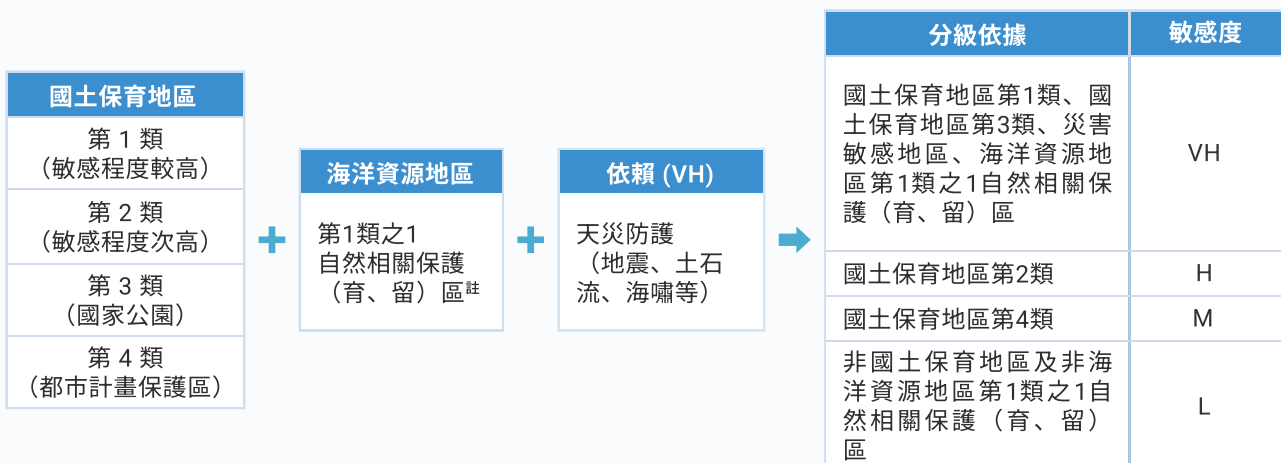 國土保育地區
第 1 類
（敏感程度較高）
第 2 類
（敏感程度次高）
第 3 類
（國家公園）
第 4 類
（都市計畫保護區）
海洋資源地區
第1類之1
自然相關保護
（育、留）區註
依賴 (VH)
天災防護
（地震、土石
流、海嘯等）
分級依據
敏感度
國土保育地區第1類、國
土保育地區第3類、災害
敏感地區、海洋資源地
區第1類之1自然相關保
護（育、留）區
VH
國土保育地區第2類
H
國土保育地區第4類
M
非國土保育地區及非海
洋資源地區第1類之1自
然相關保護（育、留）
區
L